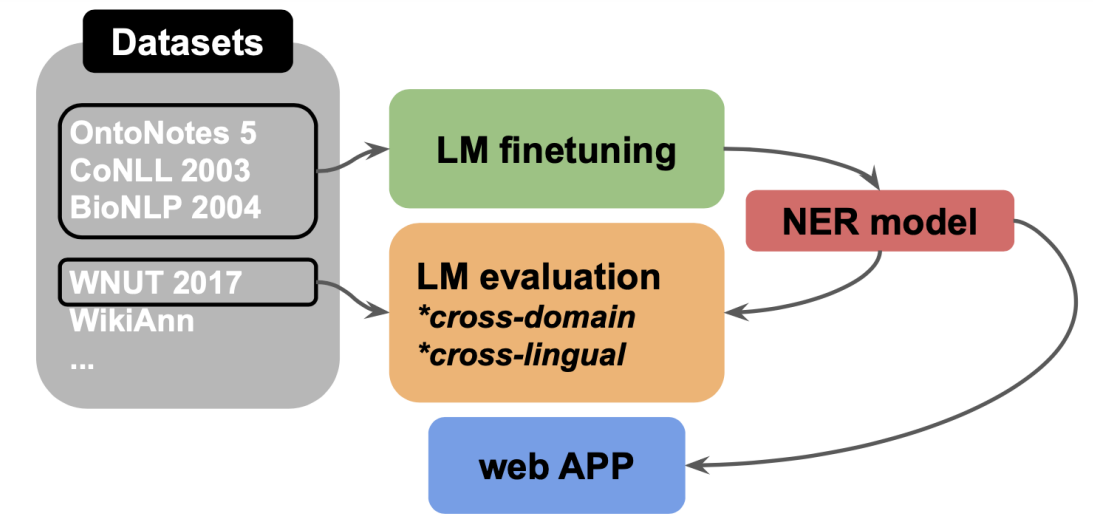 Datasets
OntoNotes 5
CoNLL 2003
BioNLP 2004
WNUT 2017
WikiAnn
...
LM finetuning
NER model
LM evaluation
*cross-domain
*cross-lingual
web APP